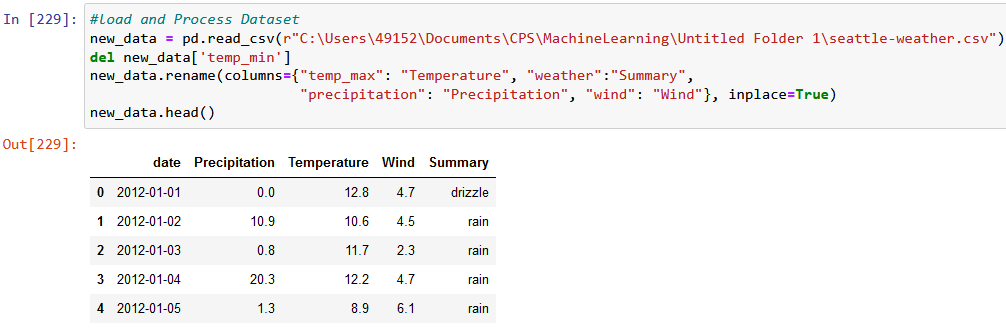 In [229]: #Load and Process Dataset
new_data = pd.read_csv(r"C:\Users\49152\Documents\CPS\MachineLearning\Untitled Folder 1\seattle-weather.csv")
del new_data['temp_min']
new_data.rename(columns={"temp_max": "Temperature", "weather":"Summary",
"precipitation": "Precipitation", "wind": "Wind"}, inplace=True)
new_data.head()
Out[229]:
date Precipitation Temperature Wind Summary
0 2012-01-01 0.0 12.8 4.7 drizzle
1 2012-01-02 10.9 10.6 4.5 rain
2 2012-01-03 0.8 11.7 2.3 rain
3 2012-01-04 20.3 12.2 4.7 rain
4 2012-01-05 1.3 8.9 6.1 rain